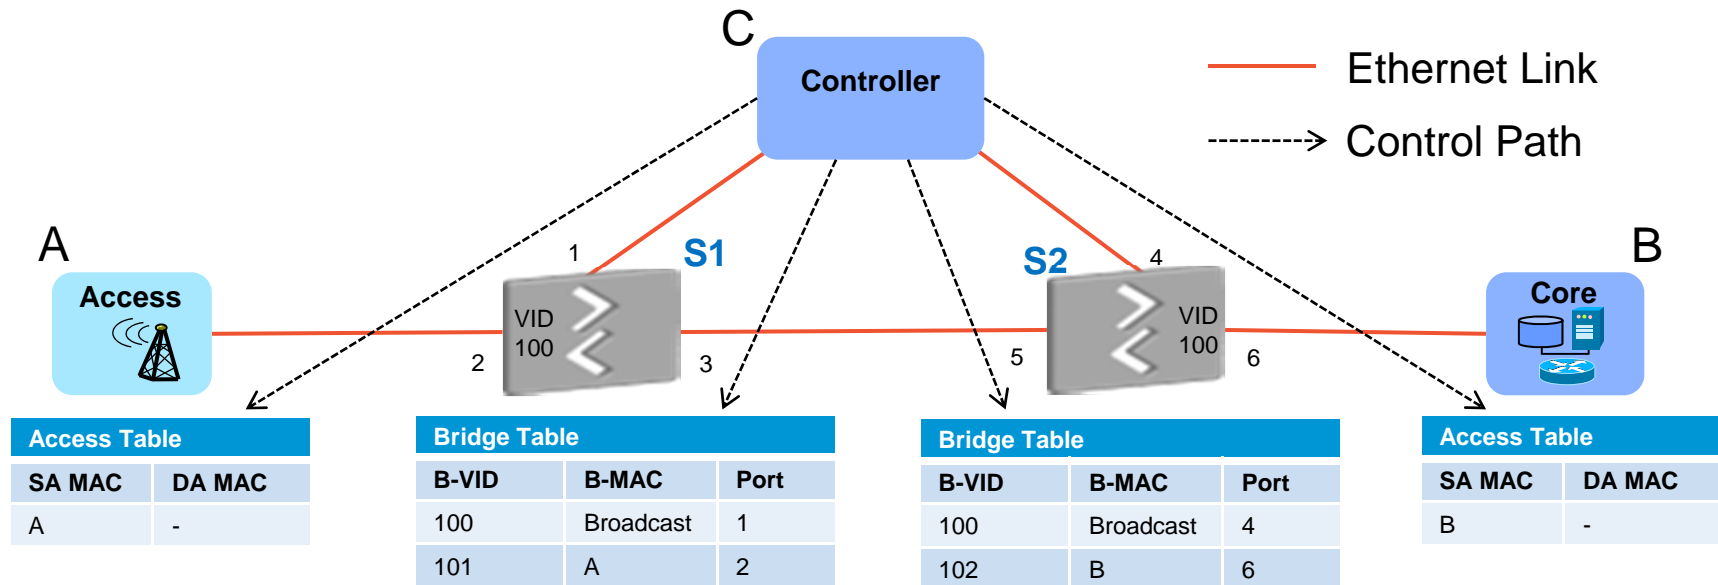 C
Controller
Ethernet Link
Control Path
A
Access
1
S1
VID
100
2
3
S2
4
VID
100
5
6
B
Core
Access Table
SA MAC DA MAC
A -
Bridge Table
B-VID B-MAC Port
100 Broadcast 1
101 A 2
Bridge Table
B-VID B-MAC Port
100 Broadcast 4
102 B 6
Access Table
SA MAC DA MAC
B -